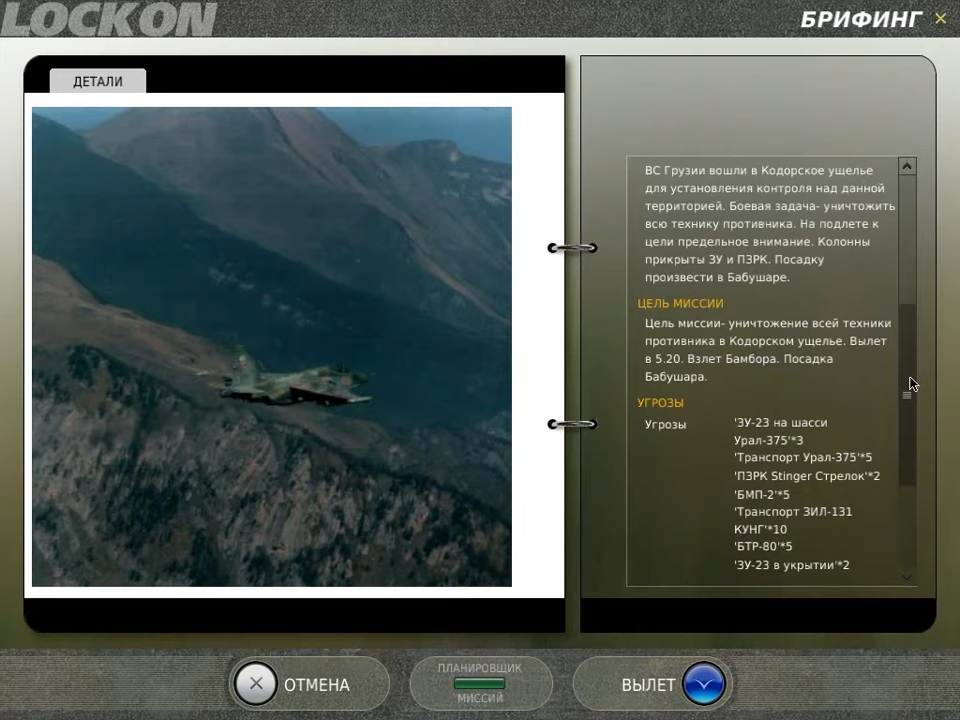 LOCKON
БРИФИНГ
ДЕТАЛИ
ВС Грузии вошли в Кодорское ущелье
для установления контроля над данной
территорией. Боевая задача- уничтожить
всю технику противника. На подлете к
цели предельное внимание. Колонны
прикрыты ЗУ и ПЗРК. Посадку
произвести в Бабушаре.
ЦЕЛЬ МИССИИ
Цель миссии- уничтожение всей техники
противника в Кодорском ущелье. Вылет
в 5.20. Взлет Бамбора. Посадка
Бабушара.
УГРОЗЫ
Угрозы
'ЗУ-23 на шасси
Урал-375'*3
'Транспорт Урал-375'*5
'ПЗРК Stinger Стрелок'*2
'БМП-2'*5
'Транспорт ЗИЛ-131
КУНГ'*10
'БТР-80'*5
'ЗУ-23 в укрытии'*2
ОТМЕНА
ПЛАНИРОВЩИК
МИССИЙ
ВЫЛЕТ